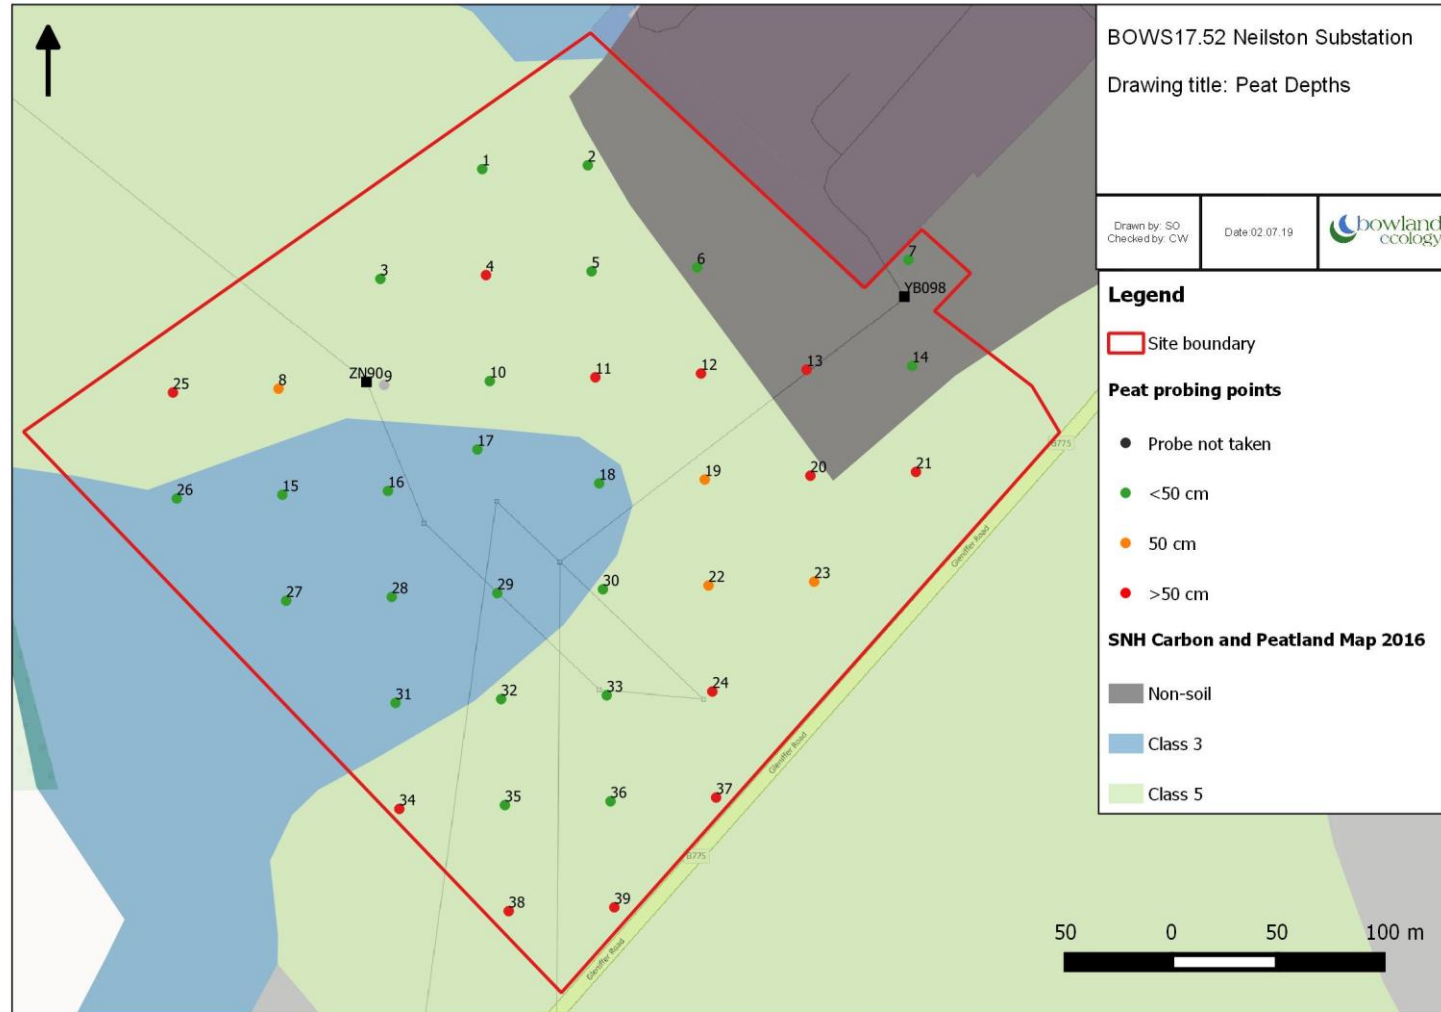 BOWS17.52 Neilston Substation
Drawing title: Peat Depths
Drawn by: SO
Checked by: CW
Date:02.07.19
bowland
ecology
Legend
Site boundary
Peat probing points
Probe not taken
<50 cm
50 cm
>50 cm
SNH Carbon and Peatland Map 2016
Non-soil
Class 3
Class 5
1
2
3
4
5
6
7
YB098
25
8
ZN90
9
10
11
12
13
14
B775
26
15
16
17
18
19
20
21
Gleniffer Road
27
28
29
30
22
23
31
32
33
24
Gleniffer Road
34
35
36
37
B775
38
39
Gleniffer Road
50 0 50 100 m